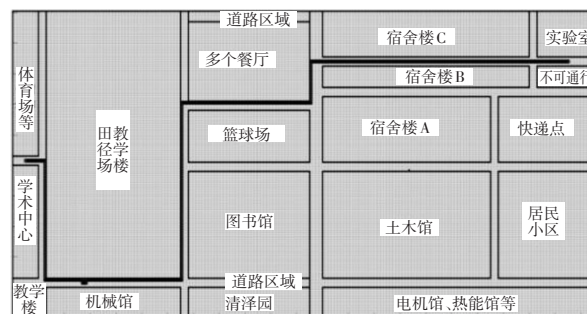 道路区域
宿舍楼C
实验室
多个餐厅
体育场等
宿舍楼B
不可通行
田径场
教学楼
篮球场
宿舍楼A
快递点
学术中心
图书馆
土木馆
居民
小区
道路区域
教学
楼
机械馆
清泽园
电机馆、热能馆等